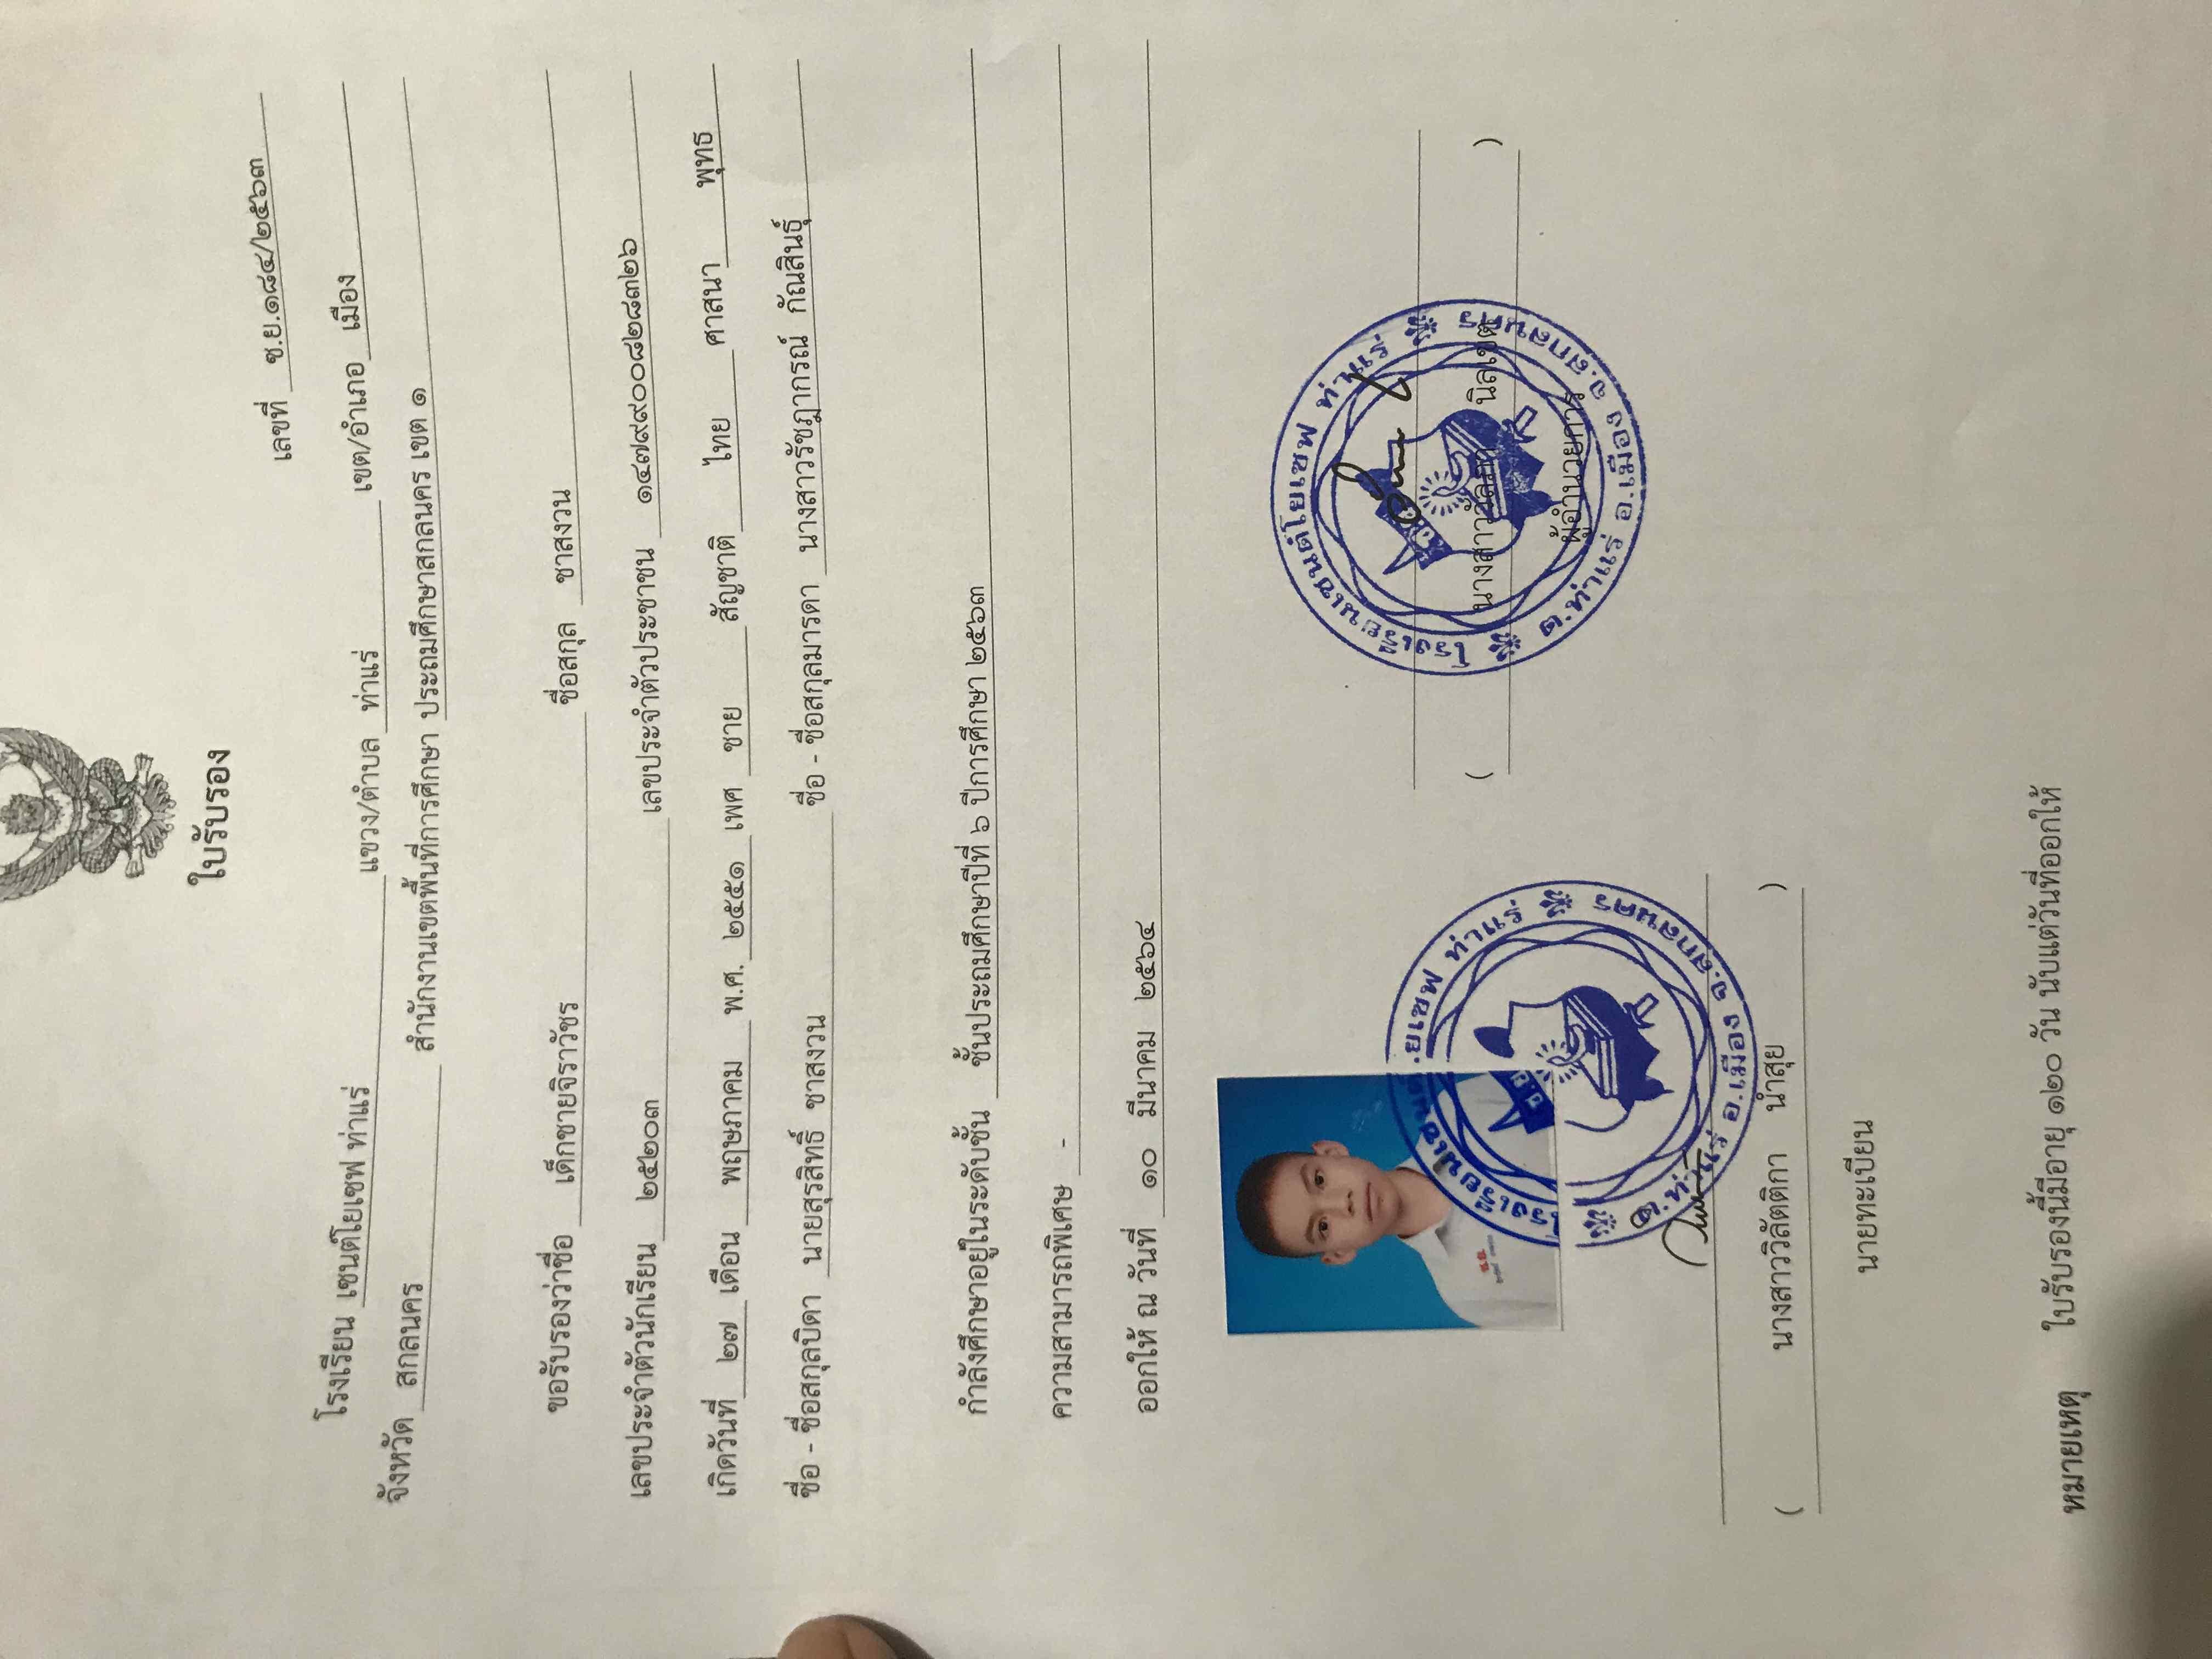 ใบรับรอง
เลขที่ ช.ย.๑๘๔/๒๕๖๓
โรงเรียน เซนต์โยเซฟ ท่าแร่ แขวง/ตำบล ท่าแร่ เขต/อำเภอ เมือง
จังหวัด สกลนคร สำนักงานเขตพื้นที่การศึกษา ประถมศึกษาสกลนคร เขต ๑
ขอรับรองว่าชื่อ เด็กชายจิราวัชร ชื่อสกุล ชาสงวน
เลขประจำตัวนักเรียน ๒๕๒๐๓ เลขประจำตัวประชาชน ๑๔๗๙๙๐๐๘๒๘๓๒๖
เกิดวันที่ ๒๗ เดือน พฤษภาคม พ.ศ. ๒๕๕๑ เพศ ชาย สัญชาติ ไทย ศาสนา พุทธ
ชื่อ - ชื่อสกุลบิดา นายสุรสิทธิ์ ชาสงวน ชื่อ - ชื่อสกุลมารดา นางสาวรัชฎาภรณ์ กัณสินธุ์
กำลังศึกษาอยู่ในระดับชั้น ชั้นประถมศึกษาปีที่ ๖ ปีการศึกษา ๒๕๖๓
ความสามารถพิเศษ -
ออกให้ ณ วันที่ ๑๐ มีนาคม ๒๕๖๔
โรงเรียนเซนต์โยเซฟ ท่าแร่
ต.ท่าแร่ อ.เมือง จ.สกลนคร
( นางสาว นิลเขต )
ผู้อำนวยการ
ต.ท่าแร่ อ.เมือง จ.สกลนคร
( นางสาววิลัตติกา นำสุย )
นายทะเบียน
หมายเหตุ ใบรับรองนี้มีอายุ ๑๒๐ วัน นับแต่วันที่ออกให้